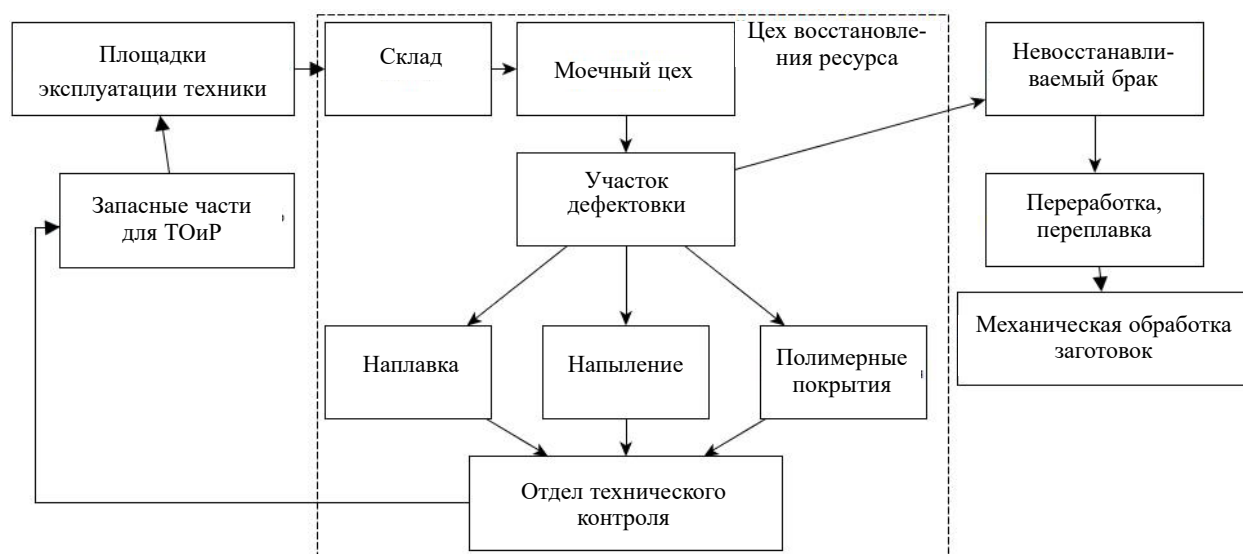 Площадки
эксплуатации техники
Склад
Моечный цех
Цех восстановле-
ния ресурса
Невосстанавли-
ваемый брак
Запасные части
для ТОиР
Участок
дефектовки
Переработка,
переплавка
Механическая обработка
заготовок
Наплавка
Напыление
Полимерные
покрытия
Отдел технического
контроля